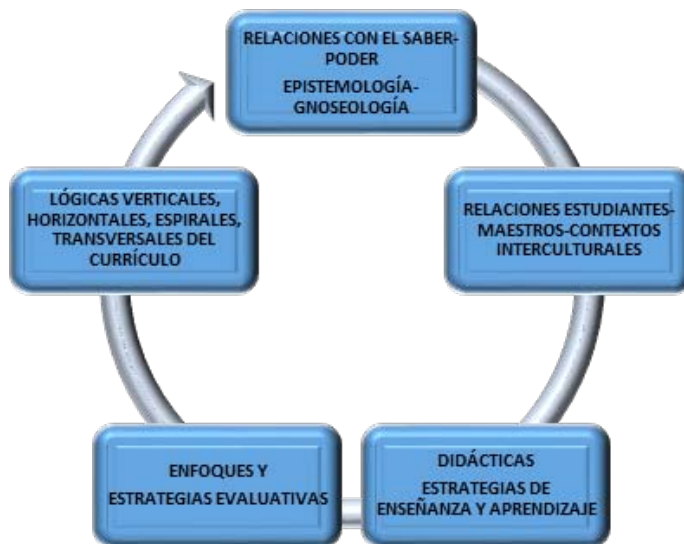 RELACIONES CON EL SABER-
PODER
EPISTEMOLOGÍA-
GNOSEOLOGÍA
RELACIONES ESTUDIANTES-
MAESTROS-CONTEXTOS
INTERCULTURALES
DIDÁCTICAS
ESTRATEGIAS DE
ENSEÑANZA Y APRENDIZAJE
ENFOQUES Y
ESTRATEGIAS EVALUATIVAS
LÓGICAS VERTICALES,
HORIZONTALES, ESPIRALES,
TRANSVERSALES DEL
CURRÍCULO